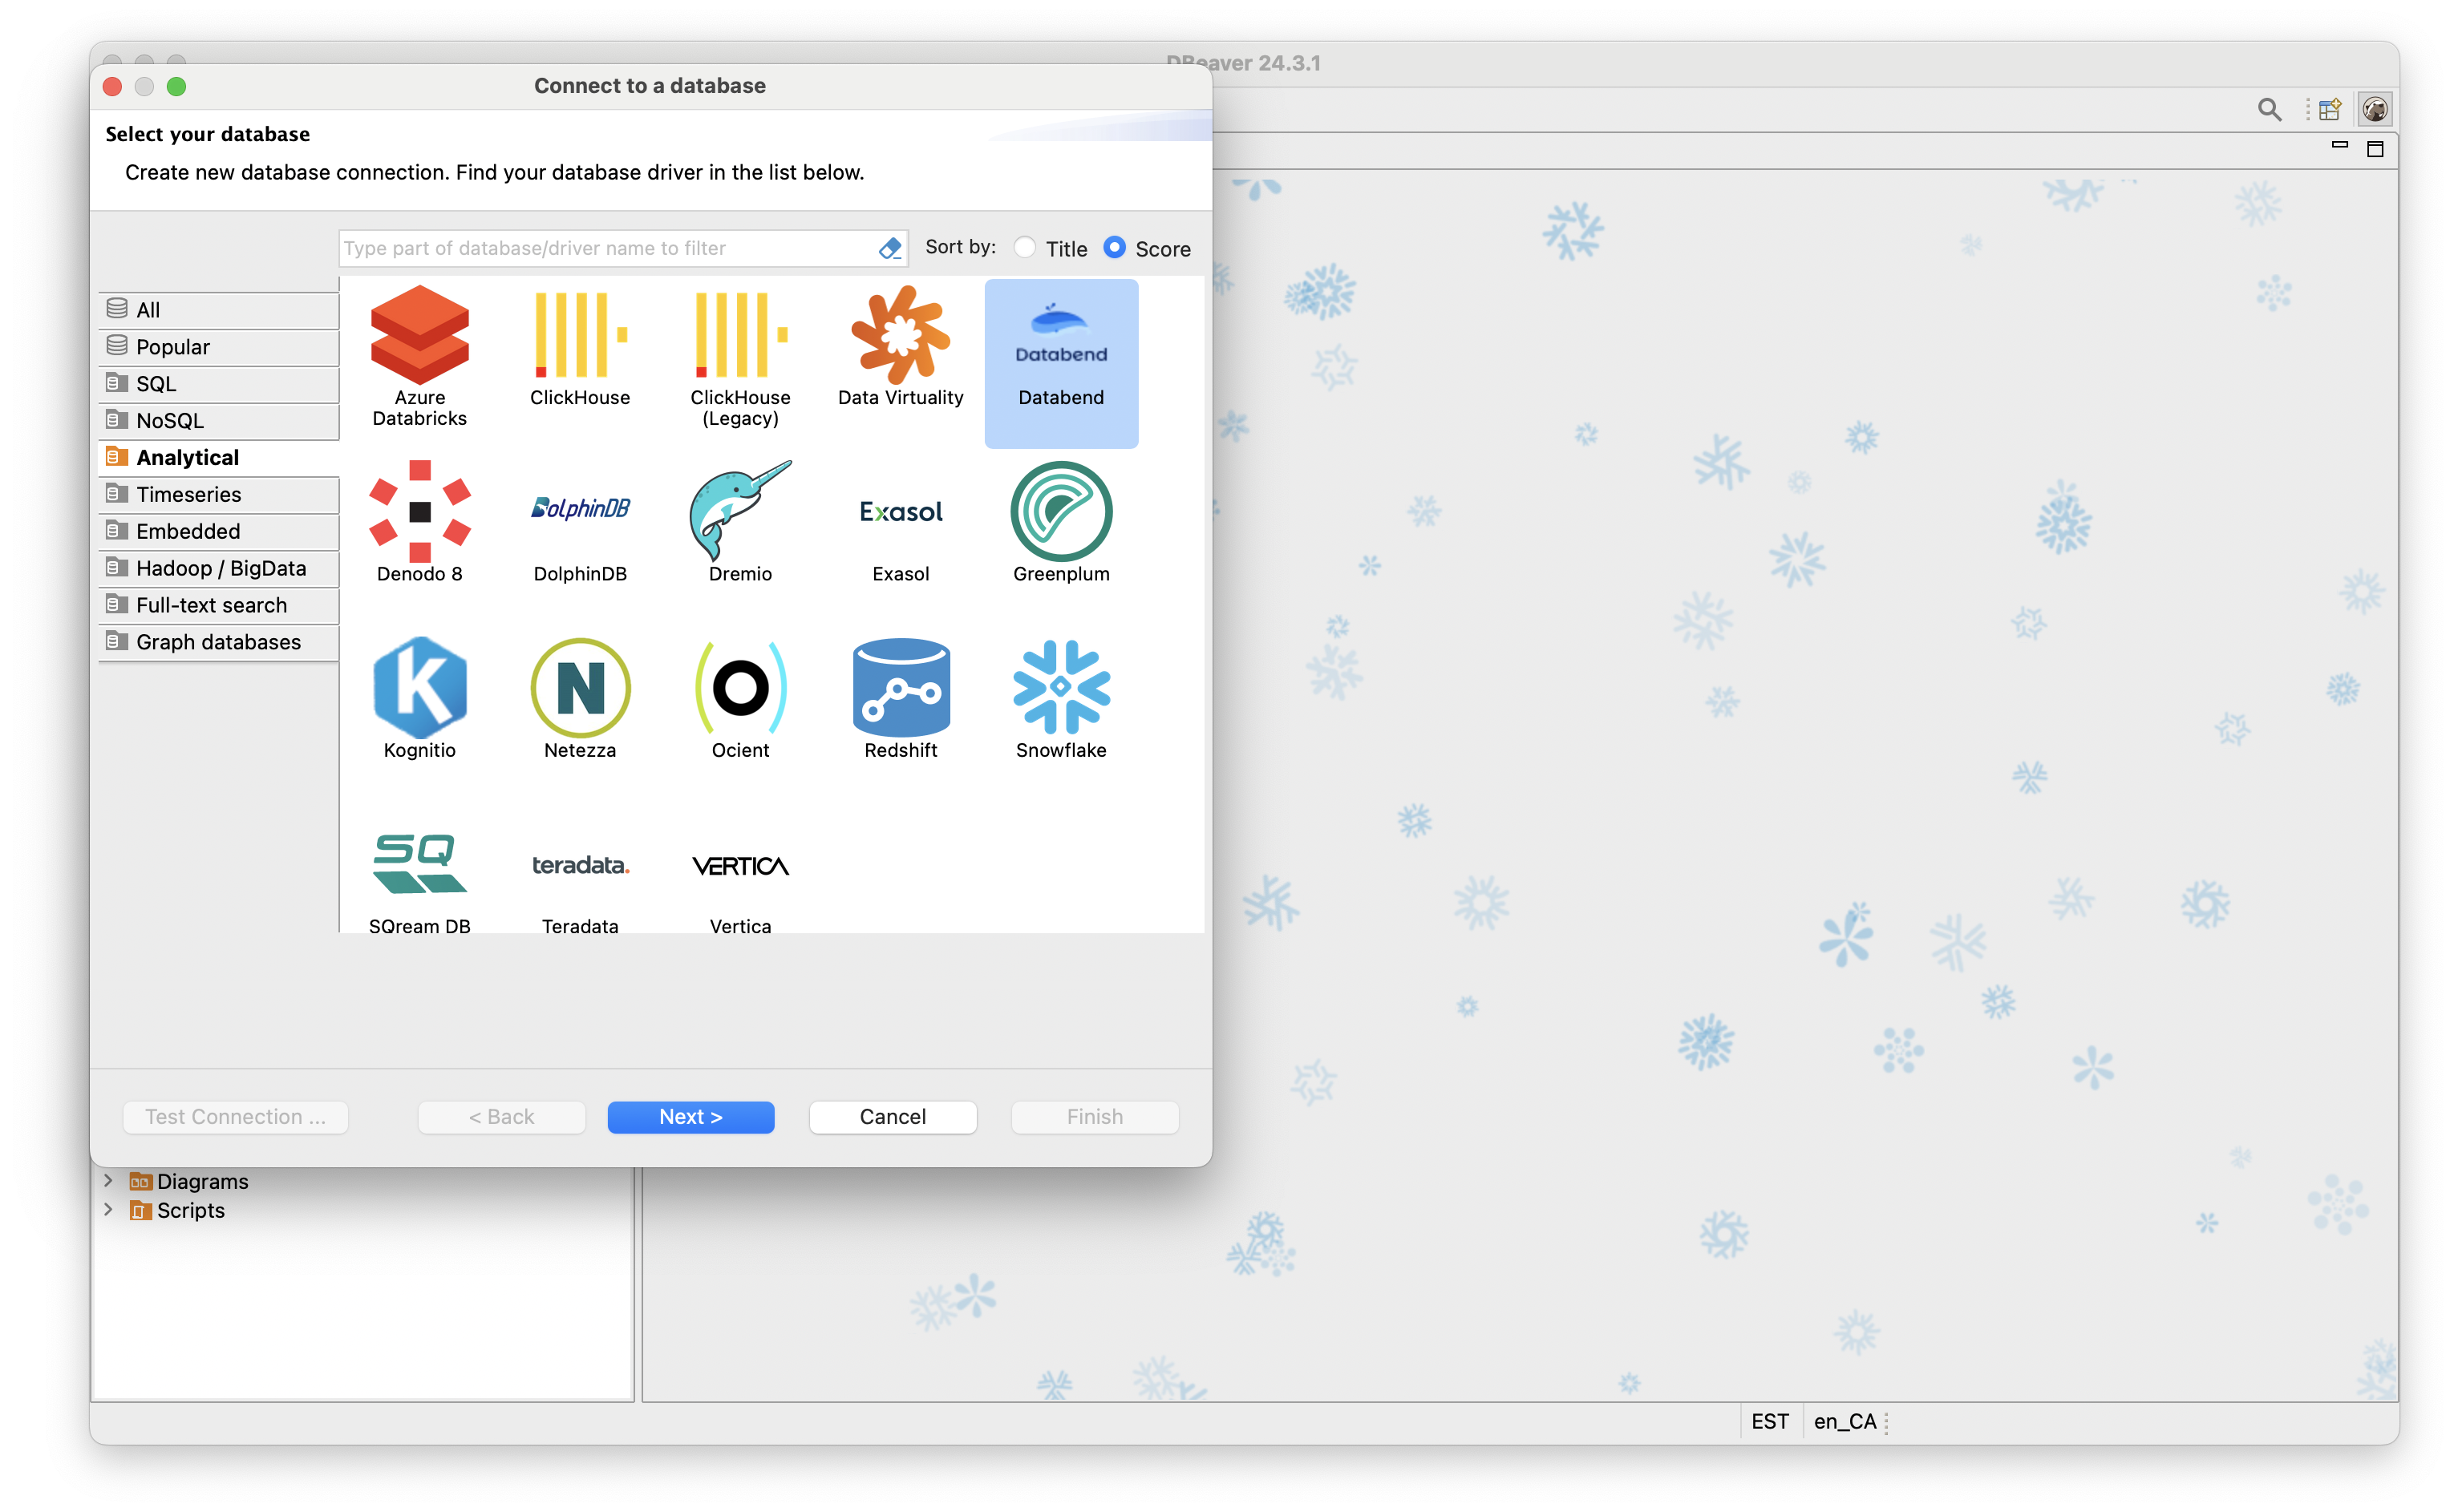 DBeaver 24.3.1
Connect to a database
Select your database
Create new database connection. Find your database driver in the list below.
Type part of database/driver name to filter
Sort by: Title Score
All
Popular
SQL
NoSQL
Analytical
Timeseries
Embedded
Hadoop / BigData
Full-text search
Graph databases
Databend
Azure Databricks
ClickHouse
ClickHouse (Legacy)
Data Virtuality
Databend
DolphinDB
Exasol
Denodo 8
DolphinDB
Dremio
Exasol
Greenplum
K
N
Kognitio
Netezza
Ocient
Redshift
Snowflake
SQ
teradata.
VERTICA
SQream DB
Teradata
Vertica
Test Connection ...
< Back
Next >
Cancel
Finish
Diagrams
Scripts
EST
en_CA